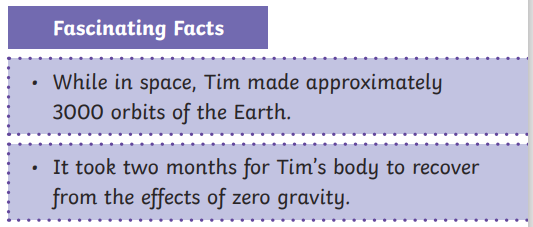 Fascinating Facts
• While in space, Tim made approximately
3000 orbits of the Earth.
• It took two months for Tim's body to recover
from the effects of zero gravity.